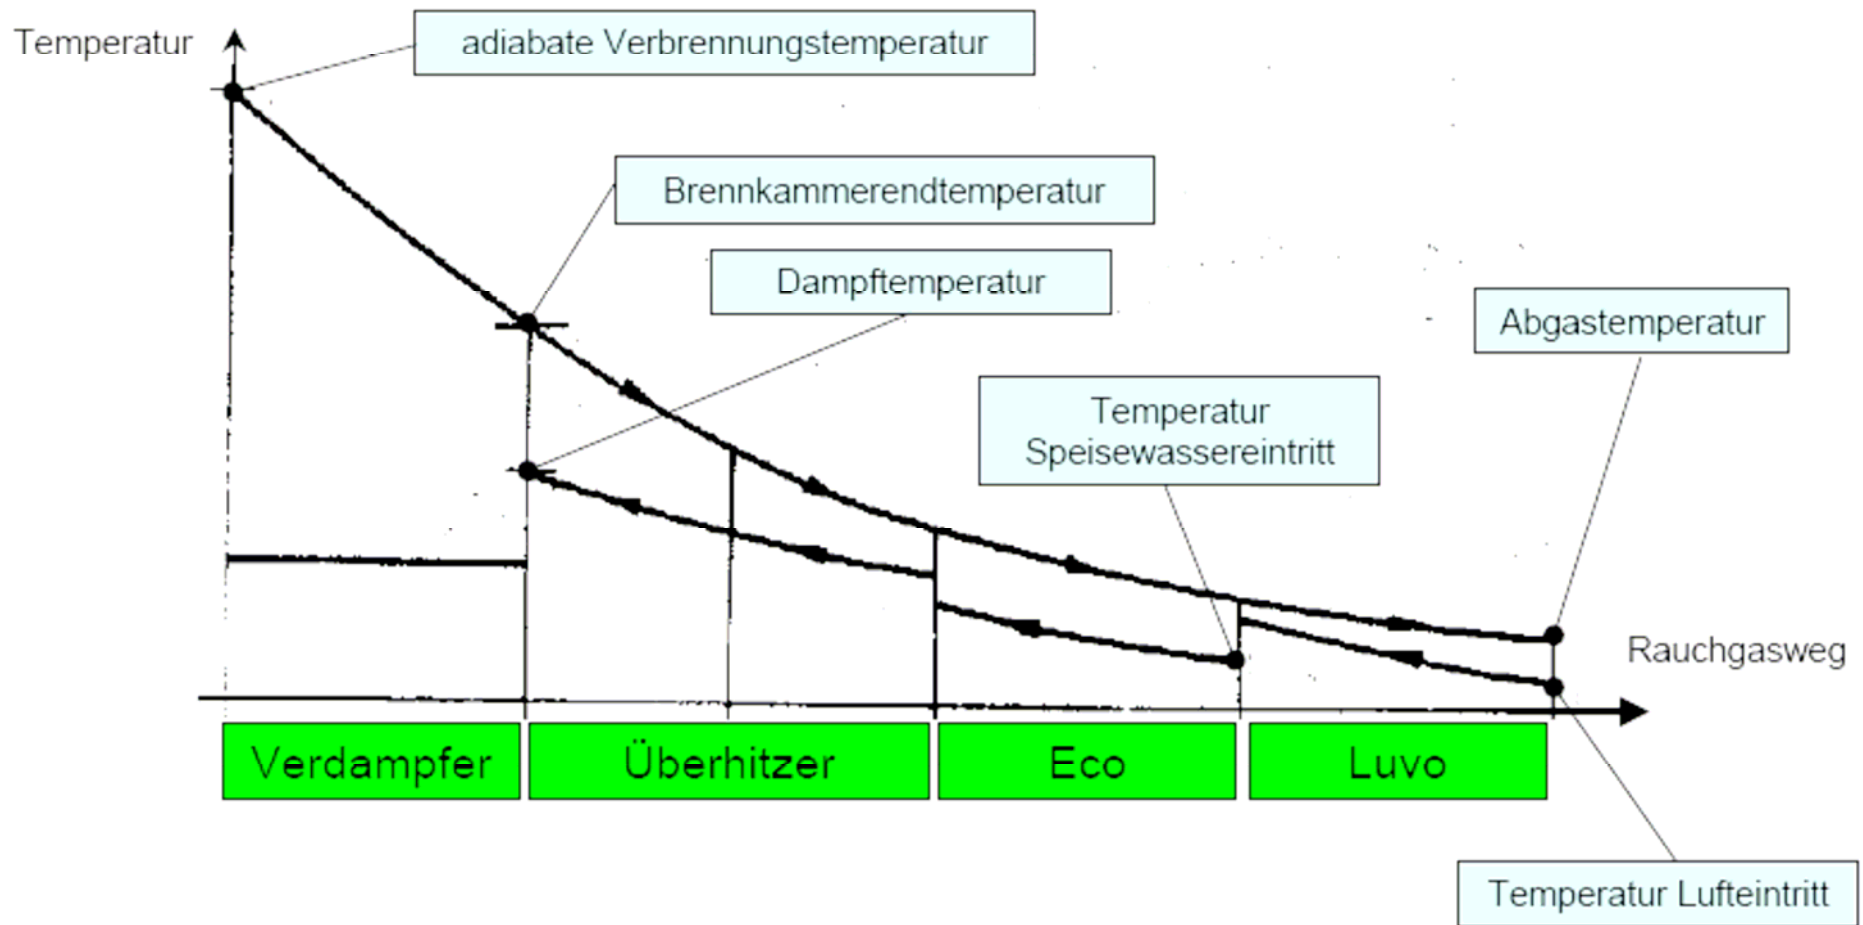 Temperatur
adiabate Verbrennungstemperatur
Brennkammerendtemperatur
Dampftemperatur
Abgastemperatur
Temperatur
Speisewassereintritt
Rauchgasweg
Verdampfer
Überhitzer
Eco
Luvo
Temperatur Lufteintritt